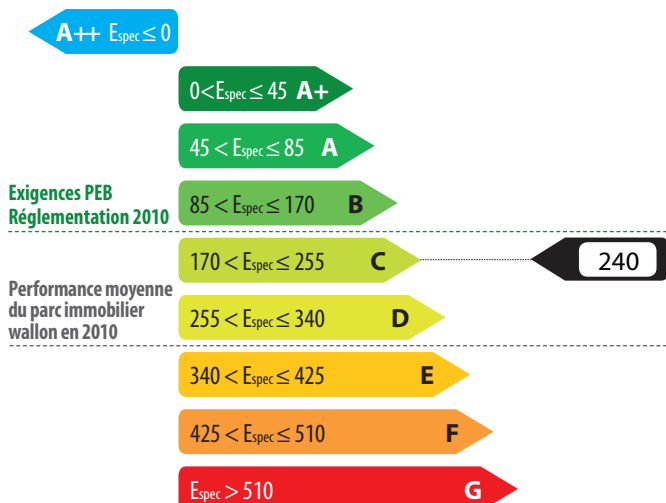 A++ Espec ≤ 0
0<Espec ≤ 45 A+
45 < Espec ≤ 85 A
Exigences PEB
Réglementation 2010
85 < Espec ≤ 170 B
170 < Espec ≤ 255 C
240
Performance moyenne
du parc immobilier
wallon en 2010
255 < Espec ≤ 340 D
340 < Espec ≤ 425 E
425 < Espec ≤ 510 F
Espec > 510 G